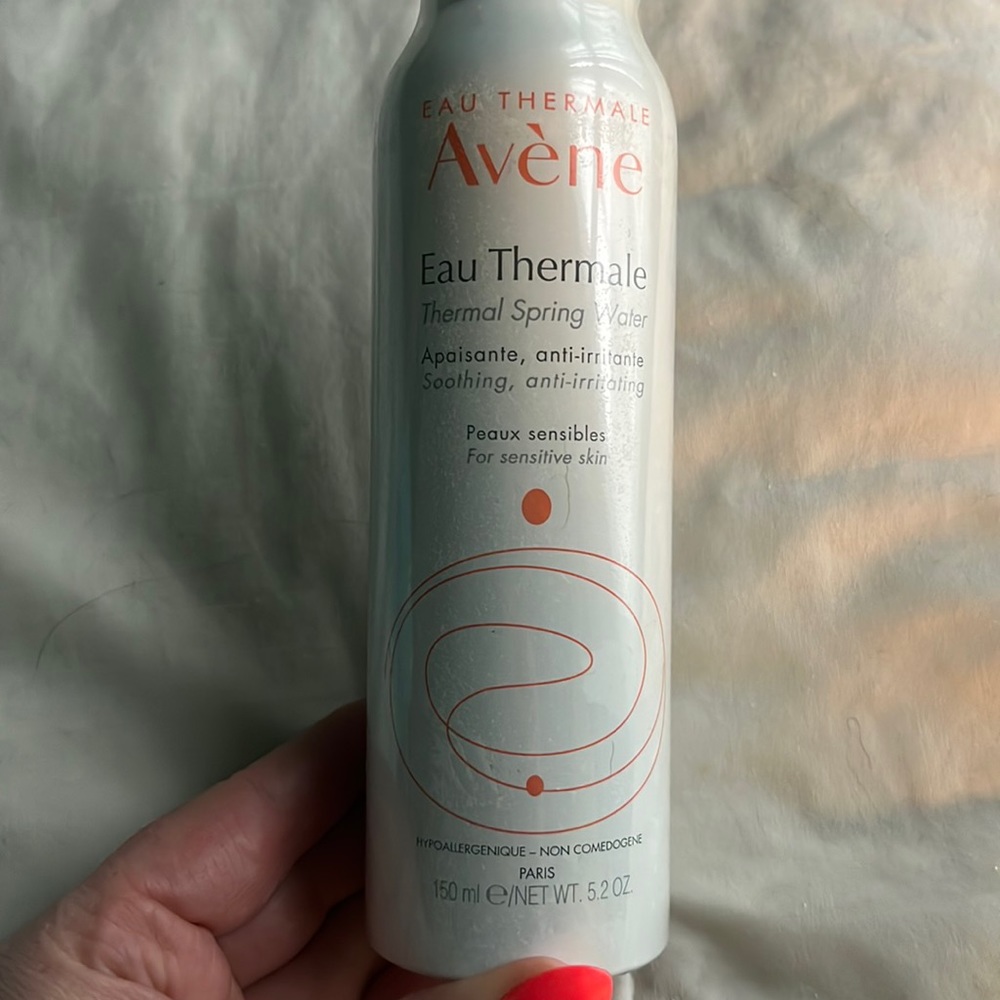 EAU THERMALE
Avène
Eau Thermale
Thermal Spring Water
Apaisante, anti-irritante
Soothing, anti-irritating
Peaux sensibles
For sensitive skin
HYPOALLERGENIQUE – NON COMEDOGENE
PARIS
150 ml ℮/NET WT. 5.2 OZ.